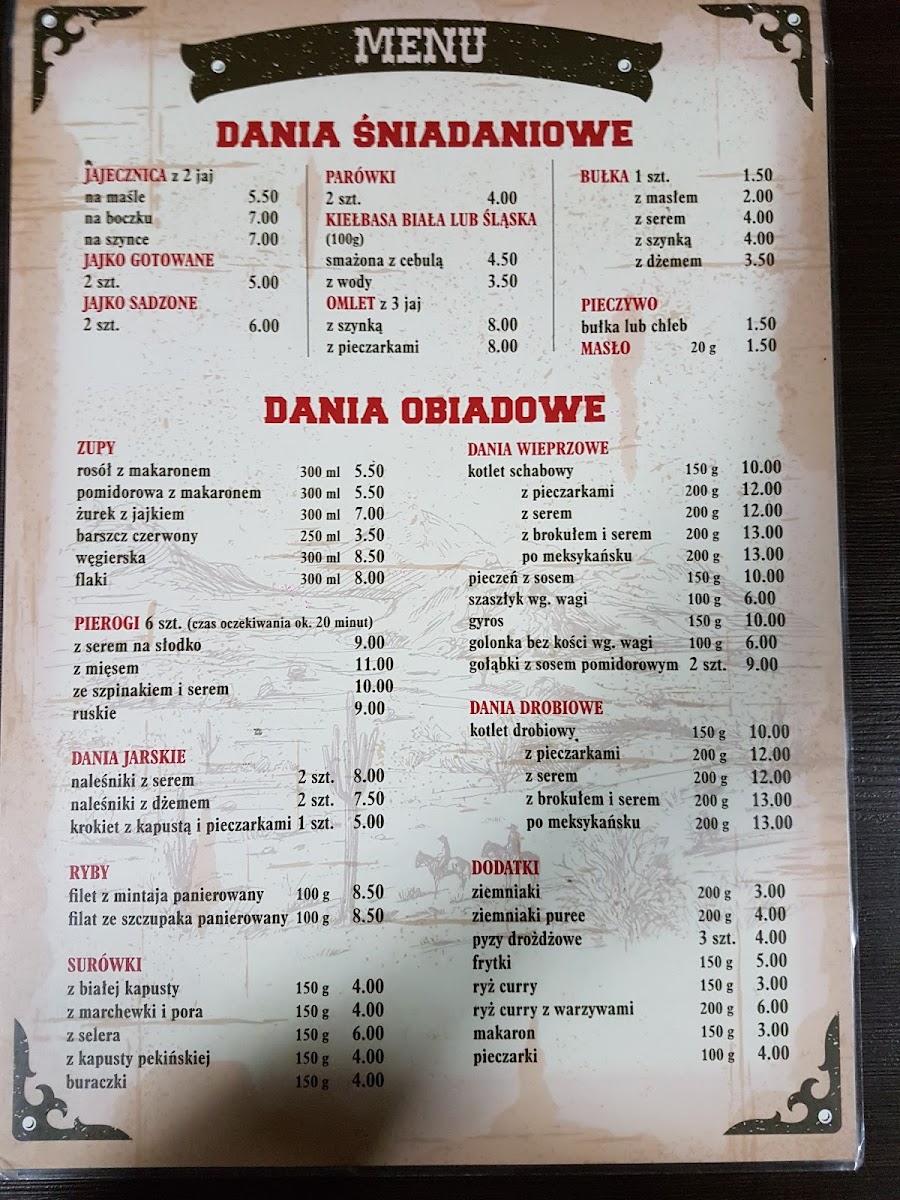 MENU
DANIA ŚNIADANIOWE
JAJECZNICA z 2 jaj
na maśle 5.50
na boczku 7.00
na szynce 7.00
JAJKO GOTOWANE
2 szt. 5.00
JAJKO SADZONE
2 szt. 6.00
PARÓWKI
2 szt. 4.00
KIEŁBASA BIAŁA LUB ŚLĄSKA
(100g)
smażona z cebulą 4.50
z wody 3.50
OMLET z 3 jaj
z szynką 8.00
z pieczarkami 8.00
BUŁKA 1 szt. 1.50
z masłem 2.00
z serem 4.00
z szynką 4.00
z dżemem 3.50
PIECZYWO
bułka lub chleb 1.50
MASŁO 20 g 1.50
DANIA OBIADOWE
ZUPY
rosół z makaronem 300 ml 5.50
pomidorowa z makaronem 300 ml 5.50
żurek z jajkiem 300 ml 7.00
barszcz czerwony 250 ml 3.50
węgierska 300 ml 8.50
flaki 300 ml 8.00
PIEROGI 6 szt. (czas oczekiwania ok. 20 minut)
z serem na słodko 9.00
z mięsem 11.00
ze szpinakiem i serem 10.00
ruskie 9.00
DANIA JARSKIE
naleśniki z serem 2 szt. 8.00
naleśniki z dżemem 2 szt. 7.50
krokiet z kapustą i pieczarkami 1 szt. 5.00
RYBY
filet z mintaja panierowany 100 g 8.50
filat ze szczupaka panierowany 100 g 8.50
SURÓWKI
z białej kapusty 150 g 4.00
z marchewki i pora 150 g 4.00
z selera 150 g 6.00
z kapusty pekińskiej 150 g 4.00
buraczki 150 g 4.00
DANIA WIEPRZOWE
kotlet schabowy 150 g 10.00
z pieczarkami 200 g 12.00
z serem 200 g 12.00
z brokułem i serem 200 g 13.00
po meksykańsku 200 g 13.00
pieczeń z sosem 150 g 10.00
szaszłyk wg. wagi 100 g 6.00
gyros 150 g 10.00
golonka bez kości wg. wagi 100 g 6.00
gołąbki z sosem pomidorowym 2 szt. 9.00
DANIA DROBIOWE
kotlet drobiowy 150 g 10.00
z pieczarkami 200 g 12.00
z serem 200 g 12.00
z brokułem i serem 200 g 13.00
po meksykańsku 200 g 13.00
DODATKI
ziemniaki 200 g 3.00
ziemniaki puree 200 g 4.00
pyzy drożdżowe 3 szt. 4.00
frytki 150 g 5.00
ryż curry 150 g 3.00
ryż curry z warzywami 200 g 6.00
makaron 150 g 3.00
pieczarki 100 g 4.00